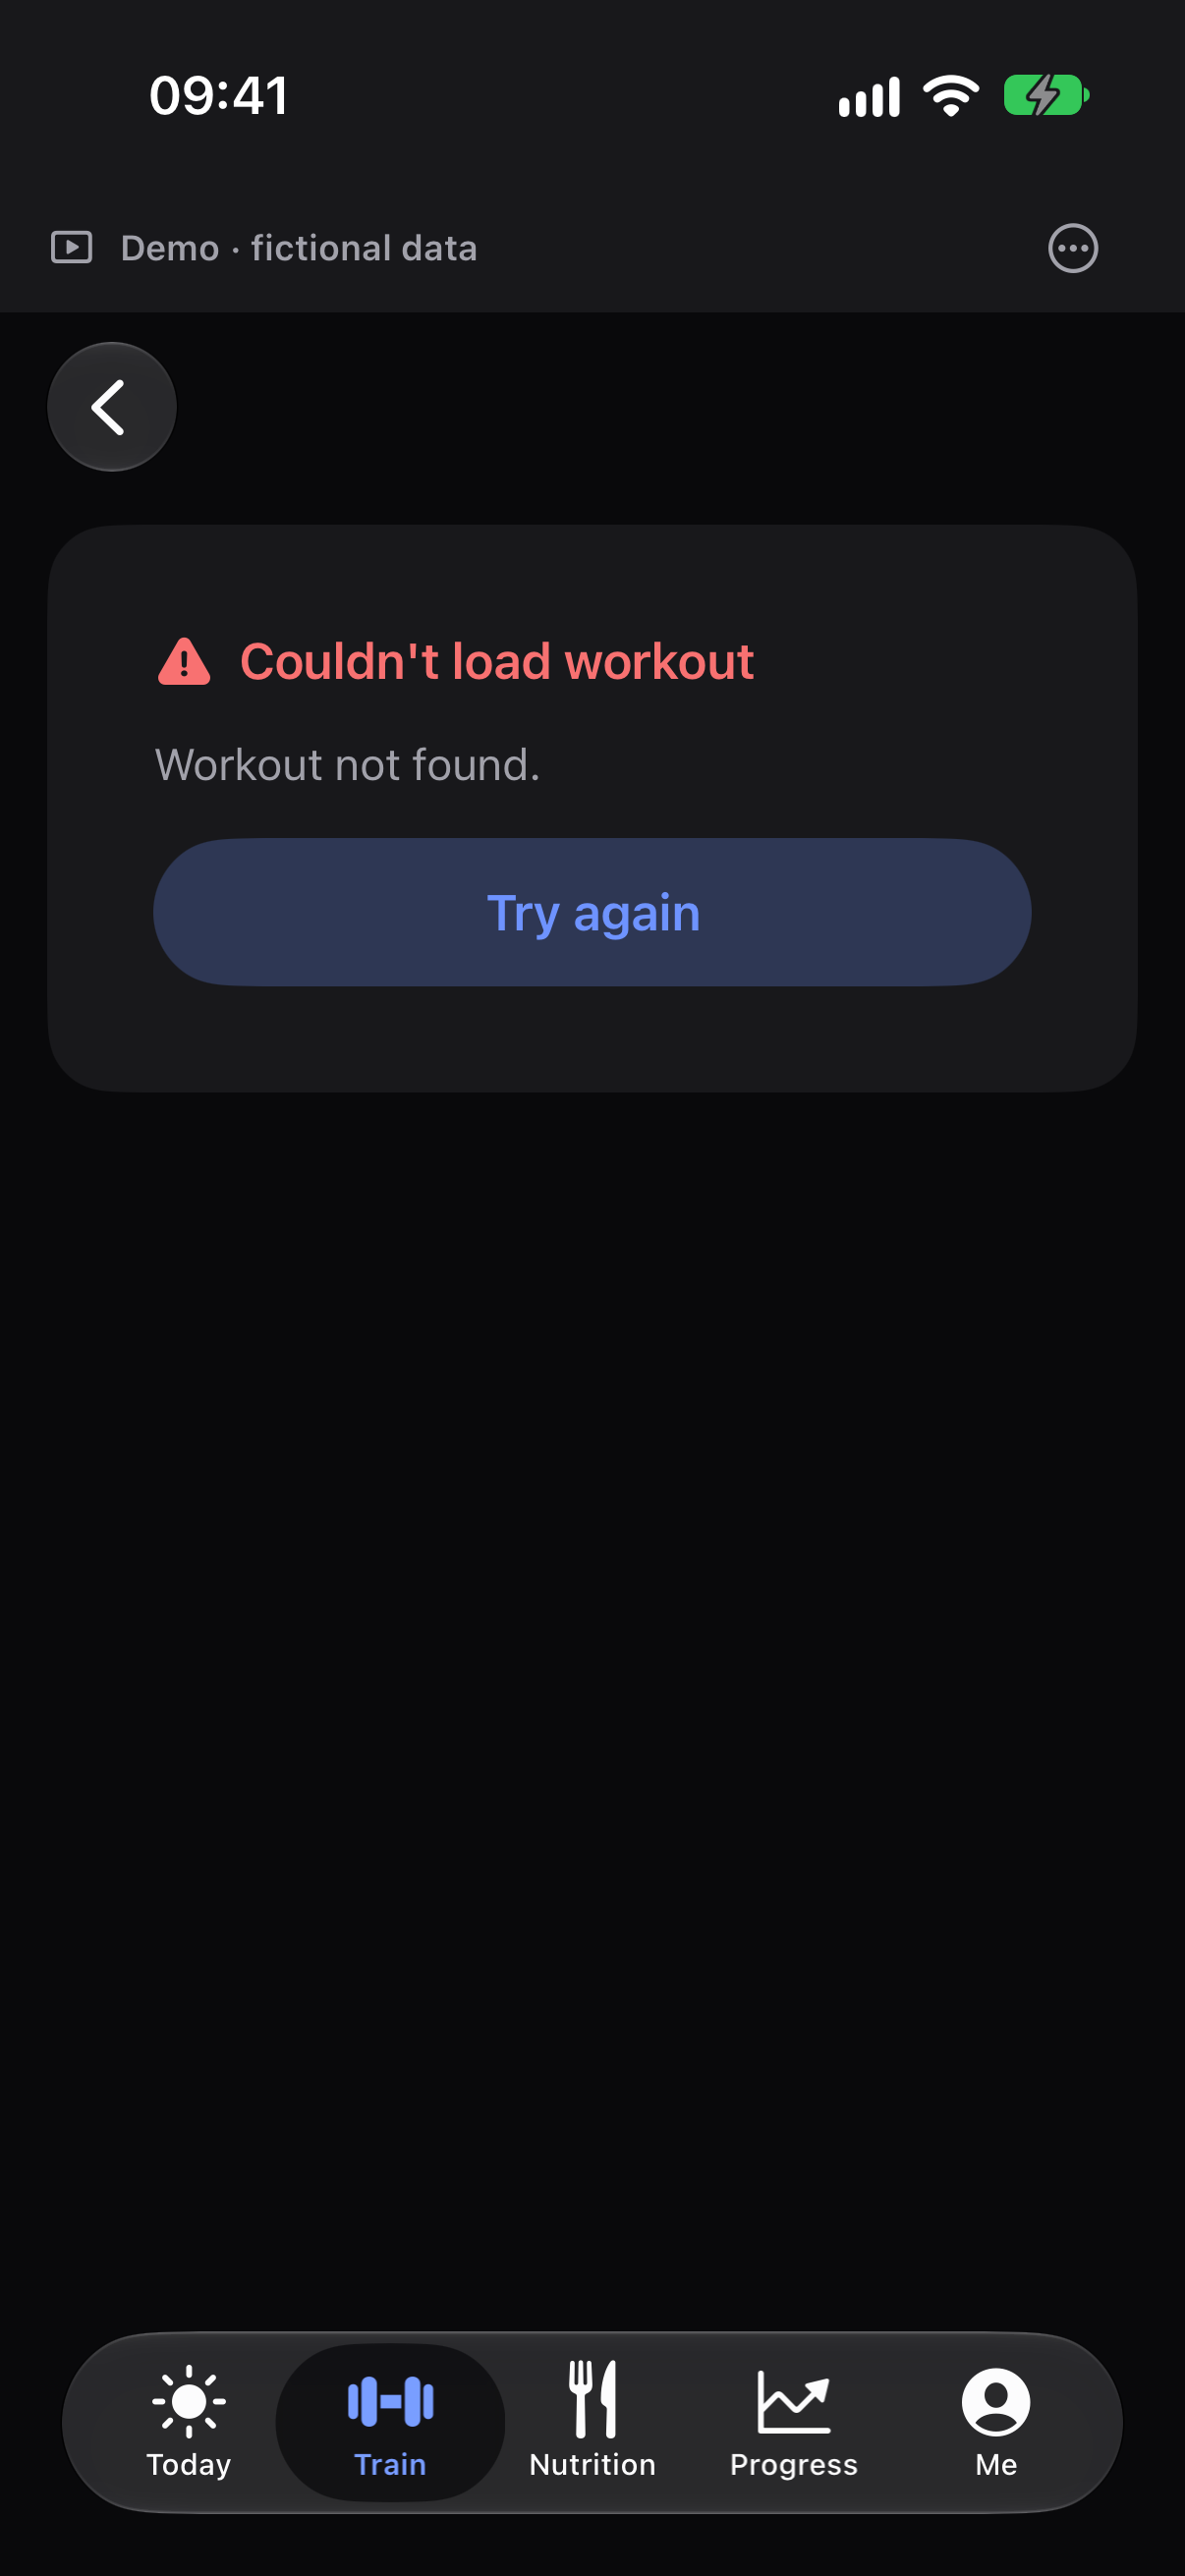 09:41
Demo · fictional data
Couldn't load workout
Workout not found.
Try again
Today
Train
Nutrition
Progress
Me